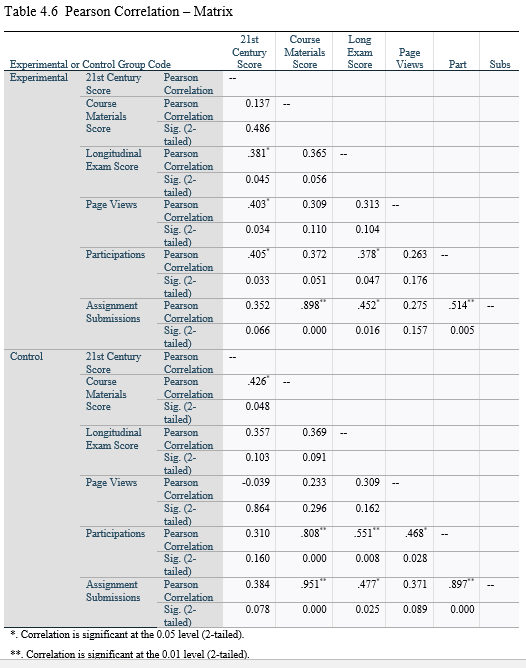 Table 4.6 Pearson Correlation – Matrix
Experimental or Control Group Code 21st Century Score Course Materials Score Long Exam Score Page Views Part Subs
Experimental 21st Century Score Pearson Correlation --
Course Materials Score Pearson Correlation 0.137 --
Sig. (2-tailed) 0.486
Longitudinal Exam Score Pearson Correlation .381* 0.365 --
Sig. (2-tailed) 0.045 0.056
Page Views Pearson Correlation .403* 0.309 0.313 --
Sig. (2-tailed) 0.034 0.110 0.104
Participations Pearson Correlation .405* 0.372 .378* 0.263 --
Sig. (2-tailed) 0.033 0.051 0.047 0.176
Assignment Submissions Pearson Correlation 0.352 .898** .452* 0.275 .514** --
Sig. (2-tailed) 0.066 0.000 0.016 0.157 0.005
Control 21st Century Score Pearson Correlation --
Course Materials Score Pearson Correlation .426* --
Sig. (2-tailed) 0.048
Longitudinal Exam Score Pearson Correlation 0.357 0.369 --
Sig. (2-tailed) 0.103 0.091
Page Views Pearson Correlation -0.039 0.233 0.309 --
Sig. (2-tailed) 0.864 0.296 0.162
Participations Pearson Correlation 0.310 .808** .551** .468* --
Sig. (2-tailed) 0.160 0.000 0.008 0.028
Assignment Submissions Pearson Correlation 0.384 .951** .477* 0.371 .897** --
Sig. (2-tailed) 0.078 0.000 0.025 0.089 0.000
*. Correlation is significant at the 0.05 level (2-tailed).
**. Correlation is significant at the 0.01 level (2-tailed).